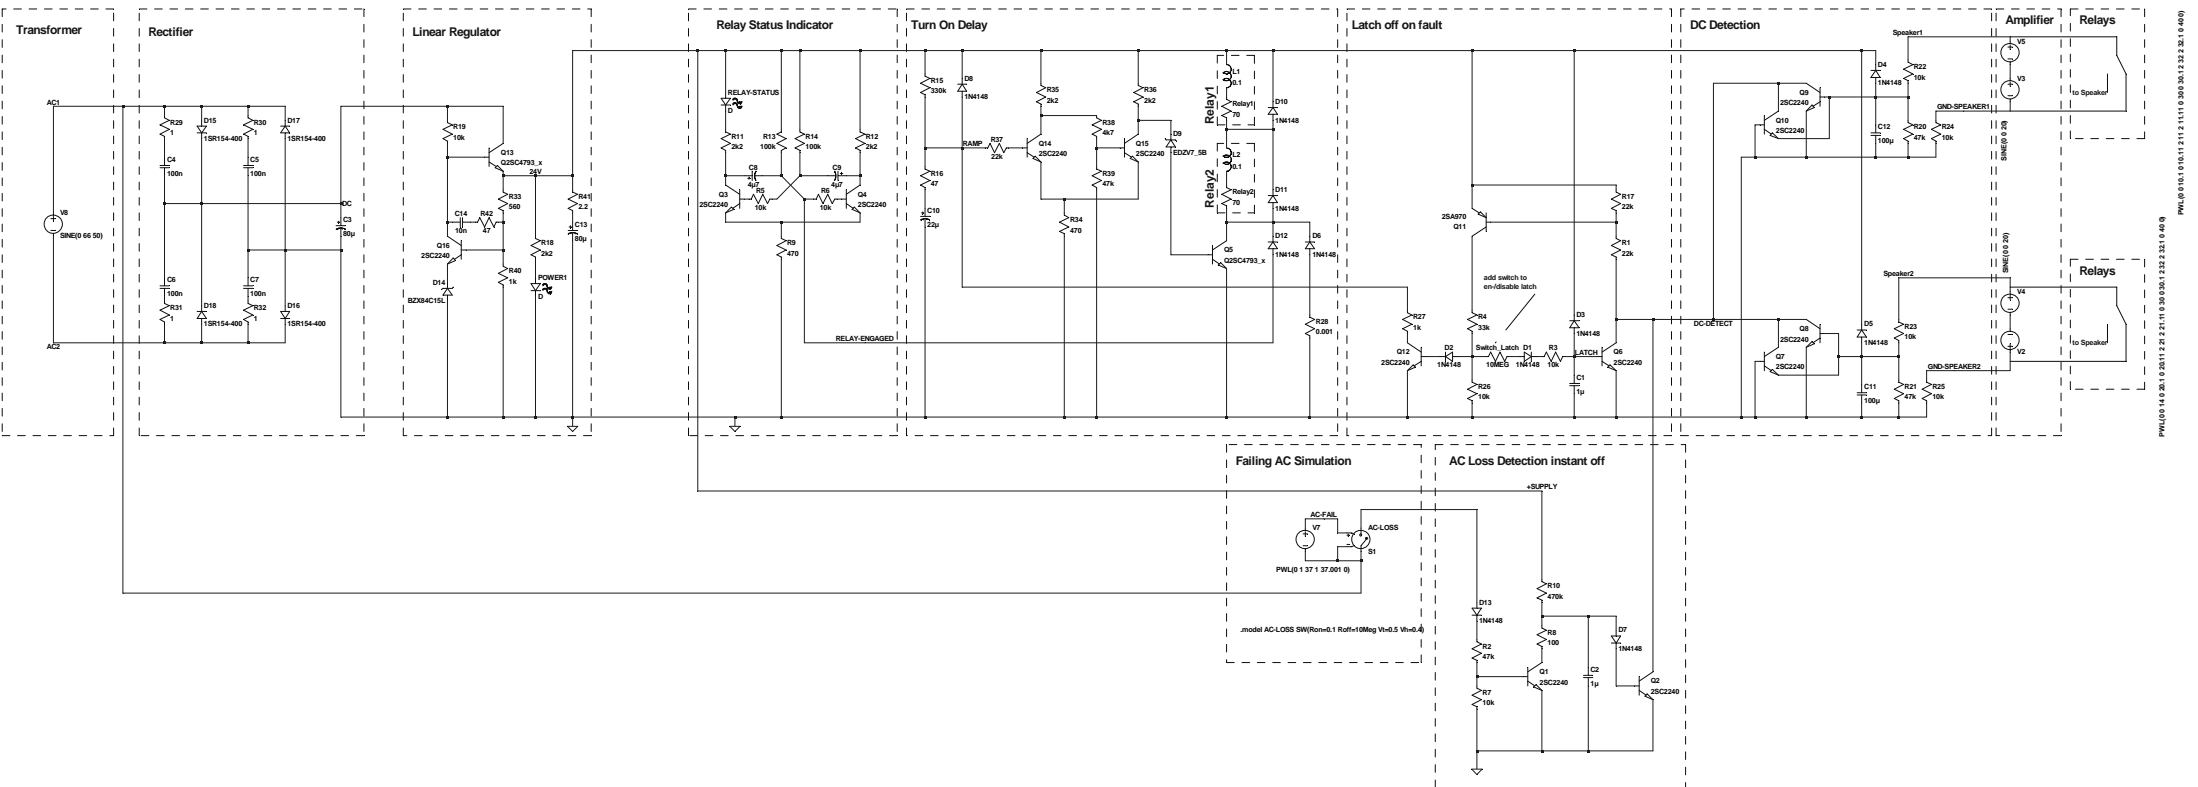 Transformer
AC1
V8
SINE(0 66 50)
AC2
Rectifier
R29
1
D15
1SR154-400
R30
1
D17
1SR154-400
C4
100n
C5
100n
DC
C3
80µ
C6
100n
C7
100n
R31
1
D18
1SR154-400
R32
1
D16
1SR154-400
Linear Regulator
R19
10k
Q13
Q2SC4793_x
24V
R33
560
R41
2.2
C14
10n
R42
47
C13
80µ
Q16
2SC2240
R18
2k2
R40
1k
D14
BZX84C15L
POWER1
D
Relay Status Indicator
RELAY-STATUS
D
R11
2k2
R13
100k
R14
100k
R12
2k2
C8
4µ7
C9
4µ7
Q3
2SC2240
R5
10k
R6
10k
Q4
2SC2240
R9
470
RELAY-ENGAGED
Turn On Delay
R15
330k
D8
1N4148
R35
2k2
R36
2k2
Relay1
L1
0.1
Relay1
70
D10
1N4148
RAMP
R37
22k
Q14
2SC2240
R38
4k7
Q15
2SC2240
D9
EDZV7_5B
R16
47
C10
22µ
R39
47k
R34
470
Relay2
L2
0.1
Relay2
70
D11
1N4148
Q5
Q2SC4793_x
D12
1N4148
D6
1N4148
R28
0.001
Latch off on fault
2SA970
Q11
R17
22k
R1
22k
add switch to
en-/disable latch
R27
1k
R4
33k
D3
1N4148
Q12
2SC2240
D2
1N4148
Switch_Latch
10MEG
D1
1N4148
R3
10k
LATCH
Q6
2SC2240
R26
10k
C1
1µ
DC Detection
Speaker1
D4
1N4148
R22
10k
Q9
2SC2240
Q10
2SC2240
GND-SPEAKER1
C12
100µ
R20
47k
R24
10k
Speaker2
DC-DETECT
Q8
2SC2240
Q7
2SC2240
D5
1N4148
R23
10k
GND-SPEAKER2
C11
100µ
R21
47k
R25
10k
Amplifier
V5
V3
SINE(0 0 20)
SINE(0 0 20)
V4
V2
Relays
to Speaker
Relays
to Speaker
Failing AC Simulation
AC-FAIL
V7
AC-LOSS
S1
PWL(0 1 37 1 37.001 0)
.model AC-LOSS SW(Ron=0.1 Roff=10Meg Vt=0.5 Vh=0.4)
AC Loss Detection instant off
+SUPPLY
R10
470k
D13
1N4148
R8
100
D7
1N4148
R2
47k
Q1
2SC2240
C2
1µ
Q2
2SC2240
R7
10k